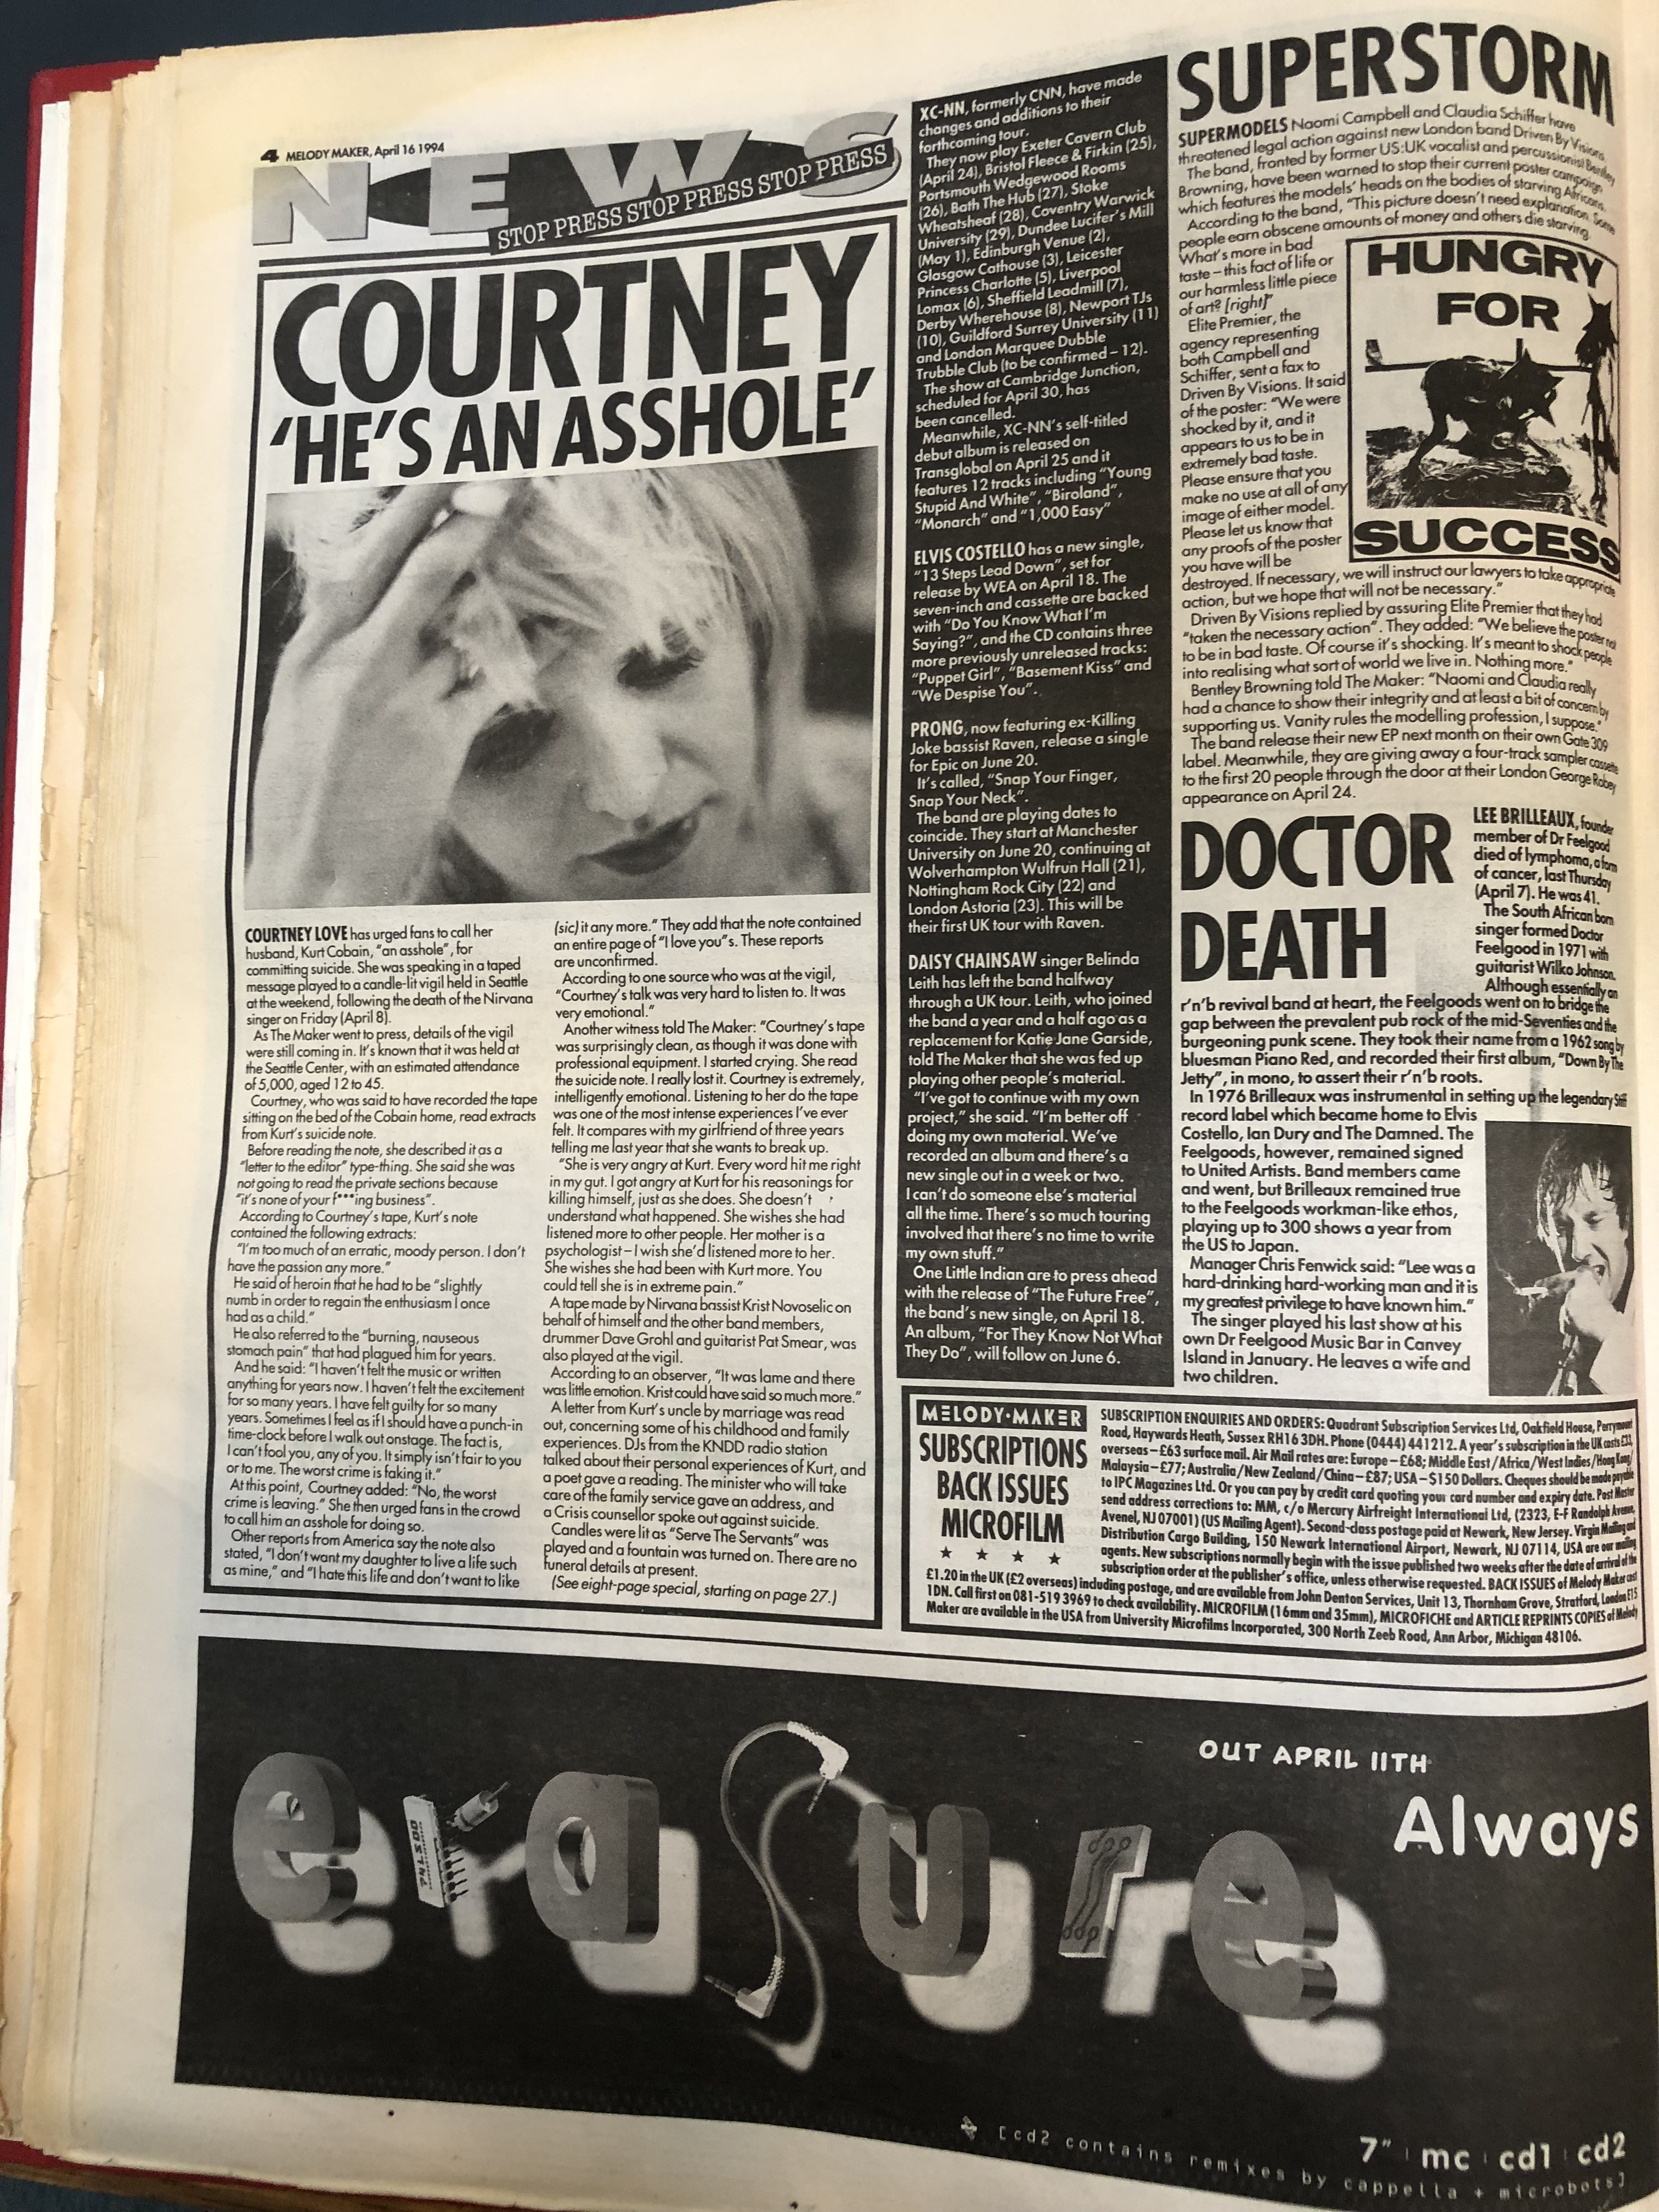 4 MELODY MAKER, April 16 1994
NEWS
STOP PRESS STOP PRESS STOP PRESS
COURTNEY
'HE'S AN ASSHOLE'
COURTNEY LOVE has urged fans to call her
husband, Kurt Cobain, "an asshole", for
committing suicide. She was speaking in a taped
message played to a candle-lit vigil held in Seattle
at the weekend, following the death of the Nirvana
singer on Friday (April 8).
As The Maker went to press, details of the vigil
were still coming in. It's known that it was held at
the Seattle Center, with an estimated attendance
of 5,000, aged 12 to 45.
Courtney, who was said to have recorded the tape
sitting on the bed of the Cobain home, read extracts
from Kurt's suicide note.
Before reading the note, she described it as a
"letter to the editor" type-thing. She said she was
not going to read the private sections because
"it's none of your f***ing business".
According to Courtney's tape, Kurt's note
contained the following extracts:
"I'm too much of an erratic, moody person. I don't
have the passion any more."
He said of heroin that he had to be "slightly
numb in order to regain the enthusiasm I once
had as a child."
He also referred to the "burning, nauseous
stomach pain" that had plagued him for years.
And he said: "I haven't felt the music or written
anything for years now. I haven't felt the excitement
for so many years. I have felt guilty for so many
years. Sometimes I feel as if I should have a punch-in
time-clock before I walk out onstage. The fact is,
I can't fool you, any of you. It simply isn't fair to you
or to me. The worst crime is faking it."
At this point, Courtney added: "No, the worst
crime is leaving." She then urged fans in the crowd
to call him an asshole for doing so.
Other reports from America say the note also
stated, "I don't want my daughter to live a life such
as mine," and "I hate this life and don't want to like
(sic) it any more." They add that the note contained
an entire page of "I love you"s. These reports
are unconfirmed.
According to one source who was at the vigil,
"Courtney's talk was very hard to listen to. It was
very emotional."
Another witness told The Maker: "Courtney's tape
was surprisingly clean, as though it was done with
professional equipment. I started crying. She read
the suicide note. I really lost it. Courtney is extremely,
intelligently emotional. Listening to her do the tape
was one of the most intense experiences I've ever
felt. It compares with my girlfriend of three years
telling me last year that she wants to break up.
"She is very angry at Kurt. Every word hit me right
in my gut. I got angry at Kurt for his reasonings for
killing himself, just as she does. She doesn't
understand what happened. She wishes she had
listened more to other people. Her mother is a
psychologist – I wish she'd listened more to her.
She wishes she had been with Kurt more. You
could tell she is in extreme pain."
A tape made by Nirvana bassist Krist Novoselic on
behalf of himself and the other band members,
drummer Dave Grohl and guitarist Pat Smear, was
also played at the vigil.
According to an observer, "It was lame and there
was little emotion. Krist could have said so much more."
A letter from Kurt's uncle by marriage was read
out, concerning some of his childhood and family
experiences. DJs from the KNDD radio station
talked about their personal experiences of Kurt, and
a poet gave a reading. The minister who will take
care of the family service gave an address, and
a Crisis counsellor spoke out against suicide.
Candles were lit as "Serve The Servants" was
played and a fountain was turned on. There are no
funeral details at present.
(See eight-page special, starting on page 27.)
XC-NN, formerly CNN, have made
changes and additions to their
forthcoming tour.
They now play Exeter Cavern Club
(April 24), Bristol Fleece & Firkin (25),
Portsmouth Wedgewood Rooms
(26), Bath The Hub (27), Stoke
Wheatsheaf (28), Coventry Warwick
University (29), Dundee Lucifer's Mill
(May 1), Edinburgh Venue (2),
Glasgow Cathouse (3), Leicester
Princess Charlotte (5), Liverpool
Lomax (6), Sheffield Leadmill (7),
Derby Wherehouse (8), Newport TJs
(10), Guildford Surrey University (11)
and London Marquee Dubble
Trubble Club (to be confirmed – 12).
The show at Cambridge Junction,
scheduled for April 30, has
been cancelled.
Meanwhile, XC-NN's self-titled
debut album is released on
Transglobal on April 25 and it
features 12 tracks including "Young
Stupid And White", "Biroland",
"Monarch" and "1,000 Easy"
ELVIS COSTELLO has a new single,
"13 Steps Lead Down", set for
release by WEA on April 18. The
seven-inch and cassette are backed
with "Do You Know What I'm
Saying?", and the CD contains three
more previously unreleased tracks:
"Puppet Girl", "Basement Kiss" and
"We Despise You".
PRONG, now featuring ex-Killing
Joke bassist Raven, release a single
for Epic on June 20.
It's called, "Snap Your Finger,
Snap Your Neck".
The band are playing dates to
coincide. They start at Manchester
University on June 20, continuing at
Wolverhampton Wulfrun Hall (21),
Nottingham Rock City (22) and
London Astoria (23). This will be
their first UK tour with Raven.
DAISY CHAINSAW singer Belinda
Leith has left the band halfway
through a UK tour. Leith, who joined
the band a year and a half ago as a
replacement for Katie Jane Garside,
told The Maker that she was fed up
playing other people's material.
"I've got to continue with my own
project," she said. "I'm better off
doing my own material. We've
recorded an album and there's a
new single out in a week or two.
I can't do someone else's material
all the time. There's so much touring
involved that there's no time to write
my own stuff."
One Little Indian are to press ahead
with the release of "The Future Free",
the band's new single, on April 18.
An album, "For They Know Not What
They Do", will follow on June 6.
SUPERSTORM
SUPERMODELS Naomi Campbell and Claudia Schiffer have
threatened legal action against new London band Driven By Visions.
The band, fronted by former US:UK vocalist and percussionist Bentley
Browning, have been warned to stop their current poster campaign
which features the models' heads on the bodies of starving Africans.
According to the band, "This picture doesn't need explanation. Some
people earn obscene amounts of money and others die starving.
What's more in bad
taste – this fact of life or
our harmless little piece
of art? [right]"
Elite Premier, the
agency representing
both Campbell and
Schiffer, sent a fax to
Driven By Visions. It said
of the poster: "We were
shocked by it, and it
appears to us to be in
extremely bad taste.
Please ensure that you
make no use at all of any
image of either model.
Please let us know that
any proofs of the poster
you have will be
destroyed. If necessary, we will instruct our lawyers to take appropriate
action, but we hope that will not be necessary."
Driven By Visions replied by assuring Elite Premier that they had
"taken the necessary action". They added: "We believe the poster not
to be in bad taste. Of course it's shocking. It's meant to shock people
into realising what sort of world we live in. Nothing more."
Bentley Browning told The Maker: "Naomi and Claudia really
had a chance to show their integrity and at least a bit of concern by
supporting us. Vanity rules the modelling profession, I suppose."
The band release their new EP next month on their own Gate 309
label. Meanwhile, they are giving away a four-track sampler cassette
to the first 20 people through the door at their London George Robey
appearance on April 24.
HUNGRY
FOR
SUCCESS
DOCTOR
DEATH
LEE BRILLEAUX, founder
member of Dr Feelgood
died of lymphoma, a form
of cancer, last Thursday
(April 7). He was 41.
The South African born
singer formed Doctor
Feelgood in 1971 with
guitarist Wilko Johnson.
Although essentially an
r'n'b revival band at heart, the Feelgoods went on to bridge the
gap between the prevalent pub rock of the mid-Seventies and the
burgeoning punk scene. They took their name from a 1962 song by
bluesman Piano Red, and recorded their first album, "Down By The
Jetty", in mono, to assert their r'n'b roots.
In 1976 Brilleaux was instrumental in setting up the legendary Stiff
record label which became home to Elvis
Costello, Ian Dury and The Damned. The
Feelgoods, however, remained signed
to United Artists. Band members came
and went, but Brilleaux remained true
to the Feelgoods workman-like ethos,
playing up to 300 shows a year from
the US to Japan.
Manager Chris Fenwick said: "Lee was a
hard-drinking hard-working man and it is
my greatest privilege to have known him."
The singer played his last show at his
own Dr Feelgood Music Bar in Canvey
Island in January. He leaves a wife and
two children.
MELODY·MAKER
SUBSCRIPTIONS
BACK ISSUES
MICROFILM
★ ★ ★ ★
SUBSCRIPTION ENQUIRIES AND ORDERS: Quadrant Subscription Services Ltd, Oakfield House, Perrymount
Road, Haywards Heath, Sussex RH16 3DH. Phone (0444) 441212. A year's subscription in the UK costs £33,
overseas – £63 surface mail. Air Mail rates are: Europe – £68; Middle East/Africa/West Indies/Hong Kong/
Malaysia – £77; Australia/New Zealand/China – £87; USA – $150 Dollars. Cheques should be made payable
to IPC Magazines Ltd. Or you can pay by credit card quoting your card number and expiry date. Post Master
send address corrections to: MM, c/o Mercury Airfreight International Ltd, (2323, E-F Randolph Avenue,
Avenel, NJ 07001) (US Mailing Agent). Second-class postage paid at Newark, New Jersey. Virgin Mailing and
Distribution Cargo Building, 150 Newark International Airport, Newark, NJ 07114, USA are our mailing
agents. New subscriptions normally begin with the issue published two weeks after the date of arrival of the
subscription order at the publisher's office, unless otherwise requested. BACK ISSUES of Melody Maker cost
£1.20 in the UK (£2 overseas) including postage, and are available from John Denton Services, Unit 13, Thornham Grove, Stratford, London E15
1DN. Call first on 081-519 3969 to check availability. MICROFILM (16mm and 35mm), MICROFICHE and ARTICLE REPRINTS COPIES of Melody
Maker are available in the USA from University Microfilms Incorporated, 300 North Zeeb Road, Ann Arbor, Michigan 48106.
erasure
OUT APRIL 11TH
Always
7" | mc | cd1 | cd2
[cd2 contains remixes by cappella + microbots]